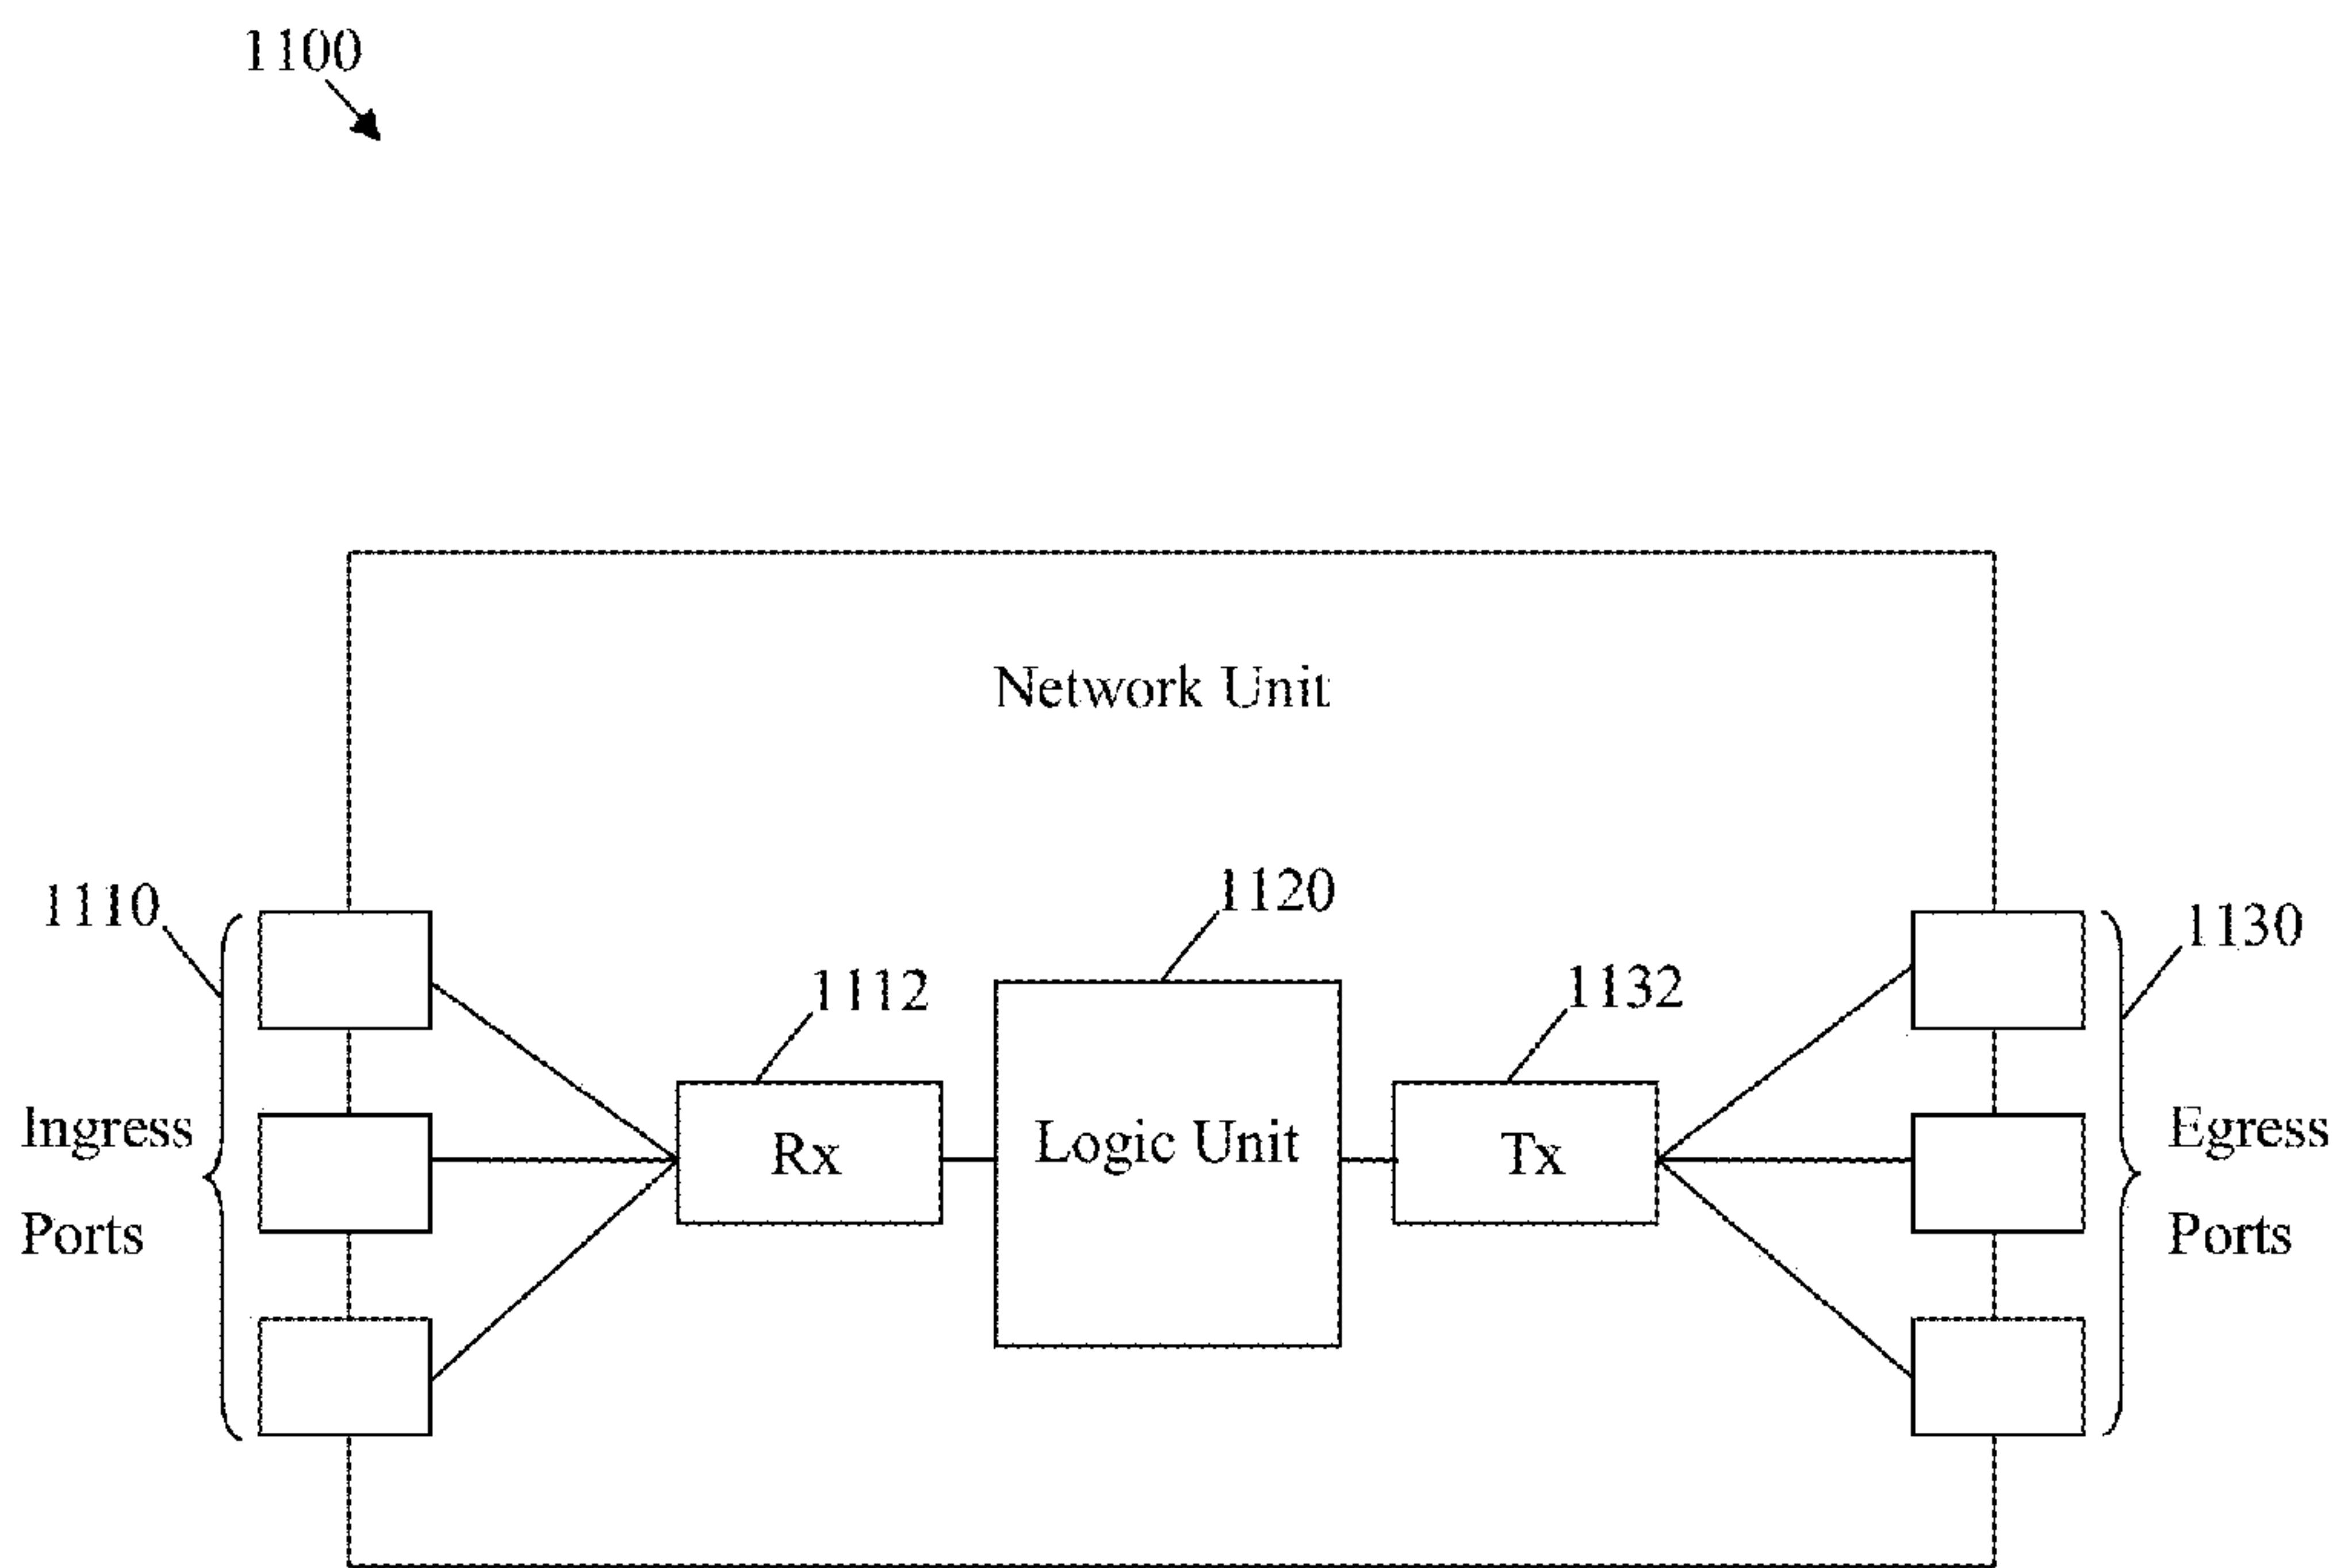 1100
Network Unit
1110
1120
1130
1112
1132
Ingress
Ports
Rx
Logic Unit
Tx
Egress
Ports